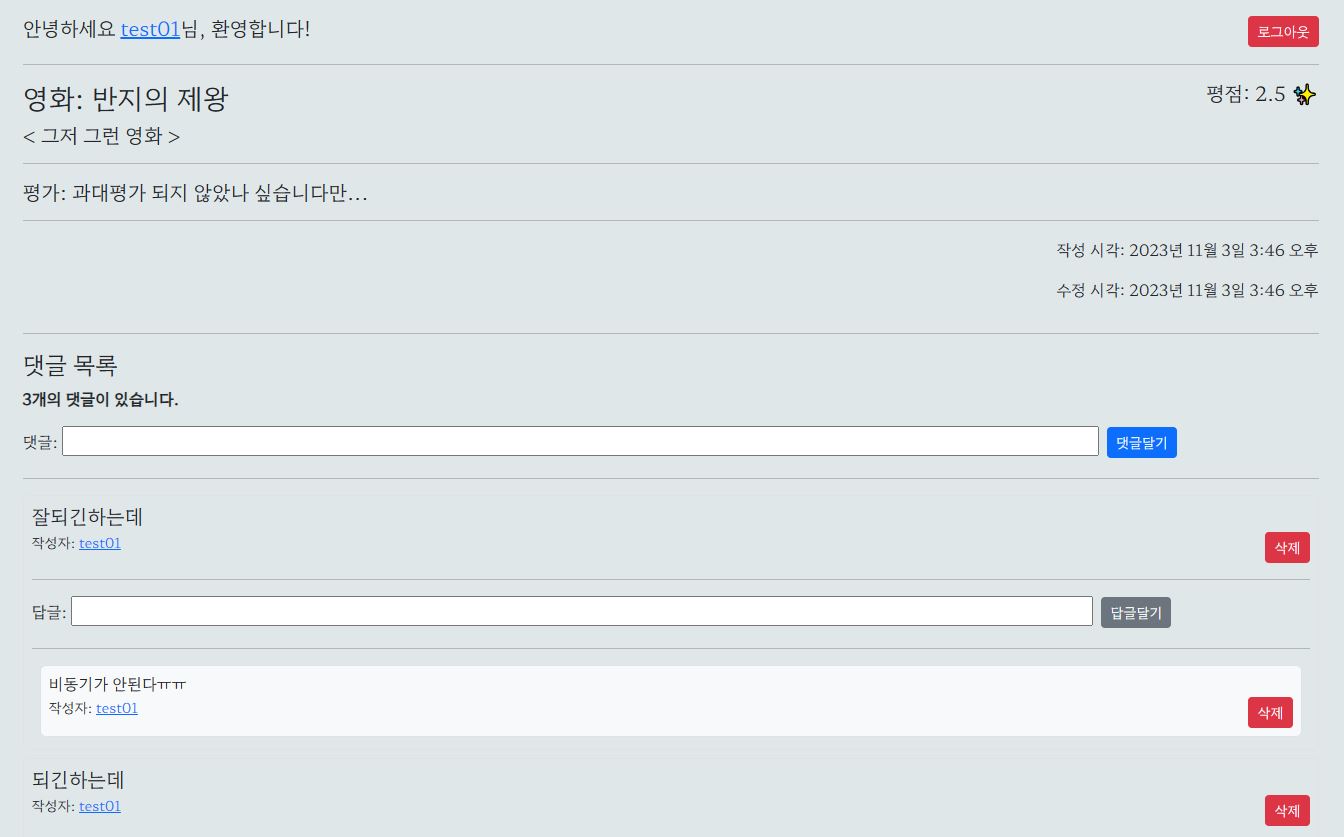 안녕하세요 test01님, 환영합니다!
로그아웃
영화: 반지의 제왕
평점: 2.5 ✨
< 그저 그런 영화 >
평가: 과대평가 되지 않았나 싶습니다만...
작성 시각: 2023년 11월 3일 3:46 오후
수정 시각: 2023년 11월 3일 3:46 오후
댓글 목록
3개의 댓글이 있습니다.
댓글:
댓글달기
잘되긴하는데
작성자: test01
삭제
답글:
답글달기
비동기가 안된다ㅠㅠ
작성자: test01
삭제
되긴하는데
작성자: test01
삭제